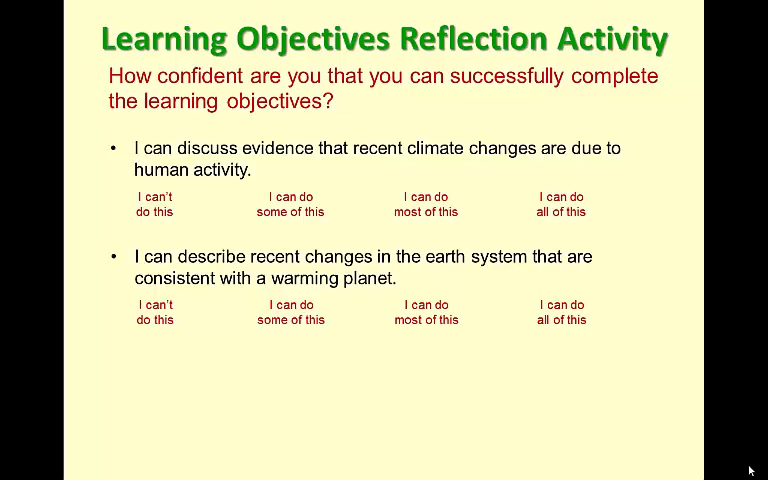 Learning Objectives Reflection Activity
How confident are you that you can successfully complete
the learning objectives?
• I can discuss evidence that recent climate changes are due to
human activity.
I can't I can do I can do I can do
do this some of this most of this all of this
• I can describe recent changes in the earth system that are
consistent with a warming planet.
I can't I can do I can do I can do
do this some of this most of this all of this